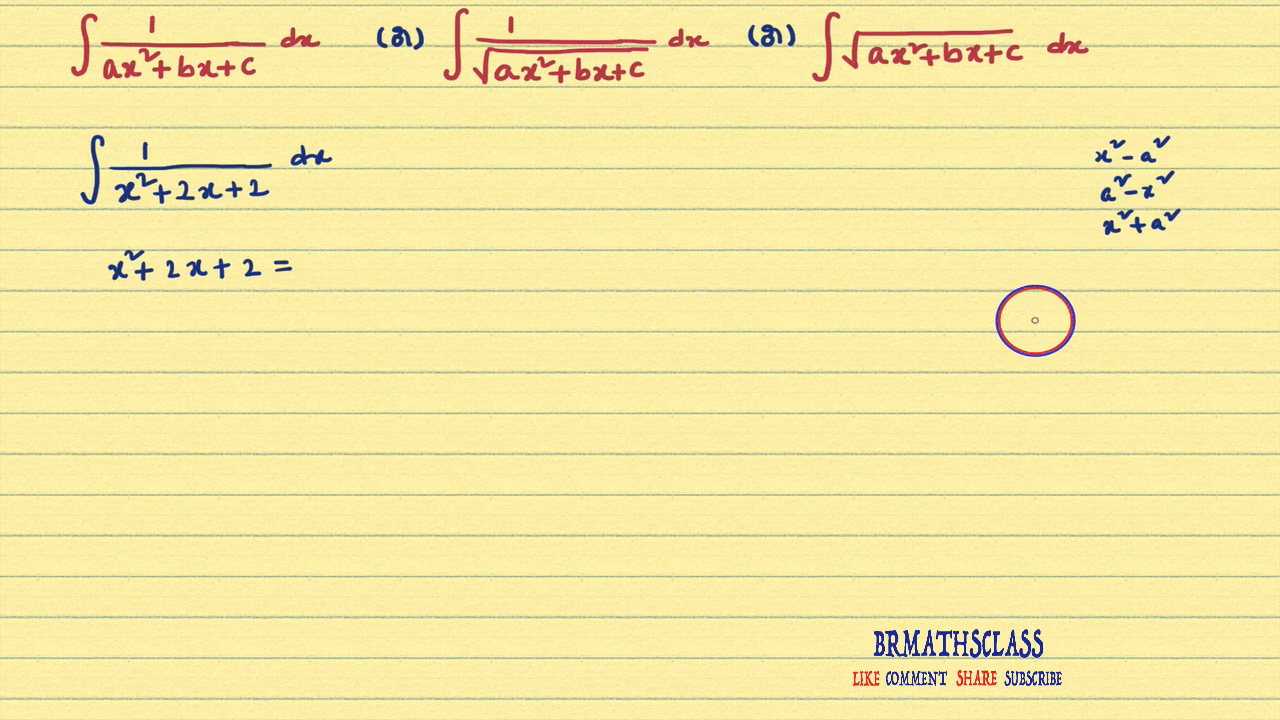 ∫ 1/(ax²+bx+c) dx (లేదా) ∫ 1/√(ax²+bx+c) dx (లేదా) ∫ √(ax²+bx+c) dx
∫ 1/(x²+2x+2) dx
x²-a²
a²-x²
x²+a²
x²+2x+2=
BRMATHSCLASS
LIKE COMMENT SHARE SUBSCRIBE